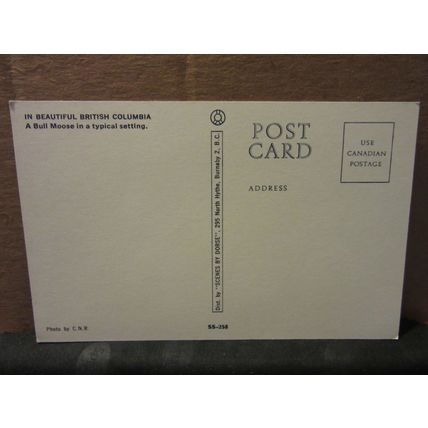 IN BEAUTIFUL BRITISH COLUMBIA
A Bull Moose in a typical setting.
Photo by C.N.R.
Dist. by "SCENES BY DORSE", 295 North Hythe, Burnaby 2, B.C.
SS-258
POST
CARD
ADDRESS
USE
CANADIAN
POSTAGE